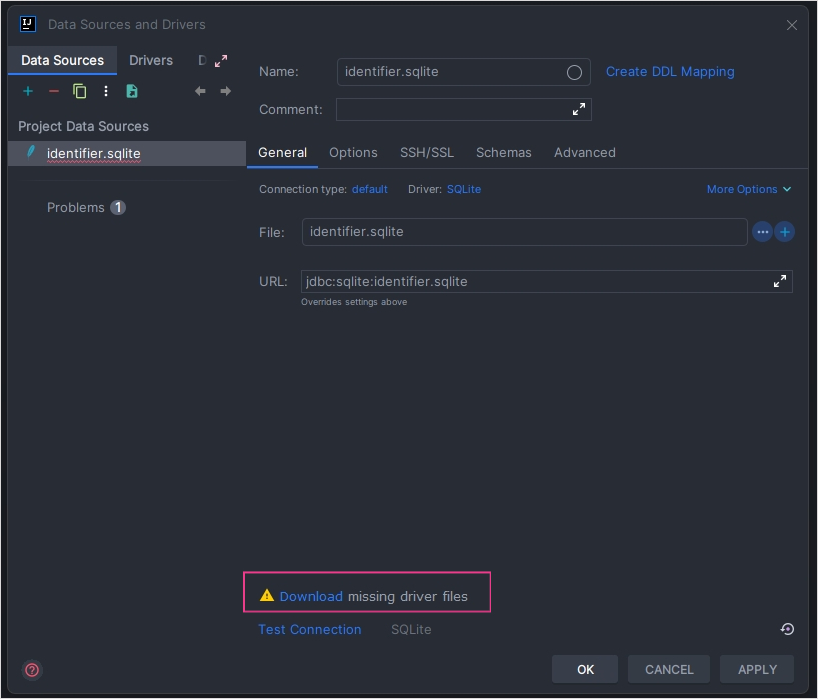 Data Sources and Drivers
Data Sources Drivers D
Project Data Sources
identifier.sqlite
Problems 1
Name: identifier.sqlite Create DDL Mapping
Comment:
General Options SSH/SSL Schemas Advanced
Connection type: default Driver: SQLite More Options
File: identifier.sqlite
URL: jdbc:sqlite:identifier.sqlite
Overrides settings above
Download missing driver files
Test Connection SQLite
OK CANCEL APPLY